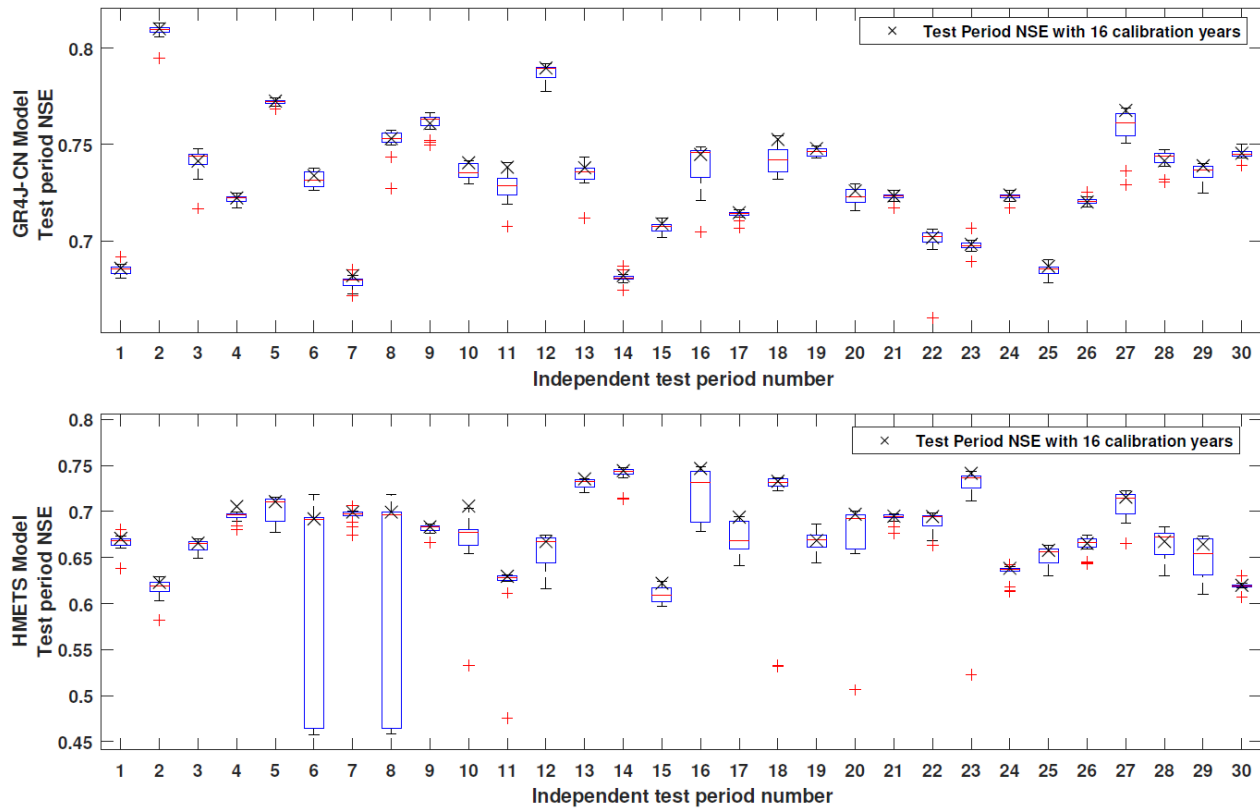 GR4J-CN Model
Test period NSE
0.8
0.75
0.7
× Test Period NSE with 16 calibration years
1 2 3 4 5 6 7 8 9 10 11 12 13 14 15 16 17 18 19 20 21 22 23 24 25 26 27 28 29 30
Independent test period number
HMETS Model
Test period NSE
0.8
0.75
0.7
0.65
0.6
0.55
0.5
0.45
× Test Period NSE with 16 calibration years
1 2 3 4 5 6 7 8 9 10 11 12 13 14 15 16 17 18 19 20 21 22 23 24 25 26 27 28 29 30
Independent test period number